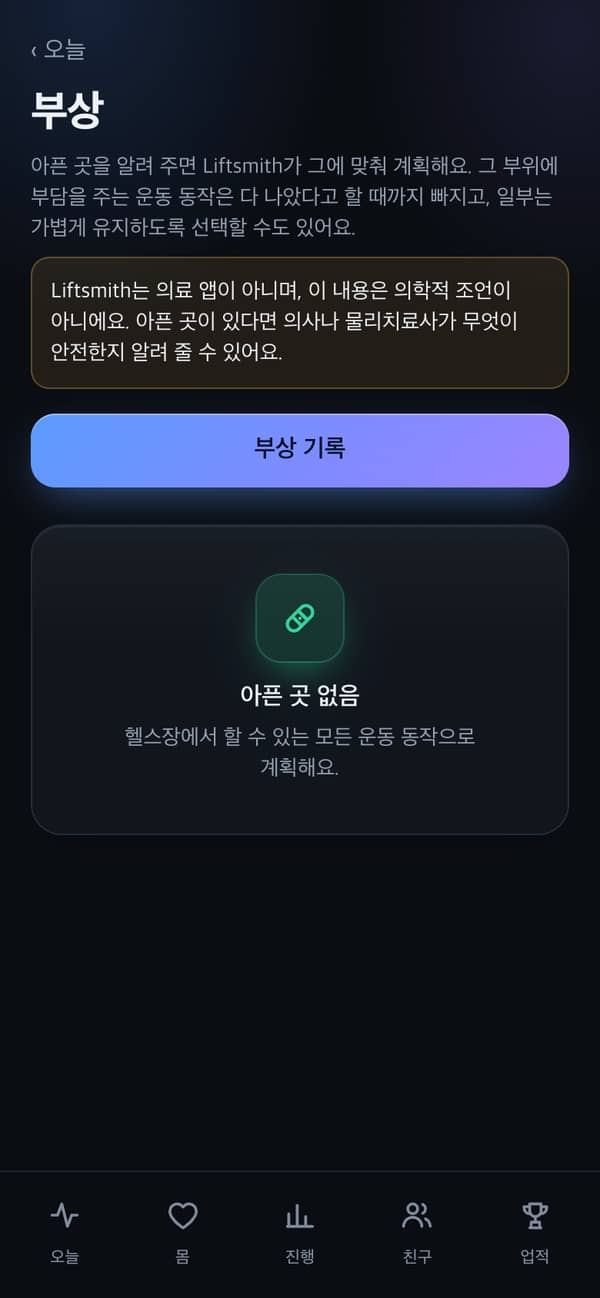 ‹ 오늘
부상
아픈 곳을 알려 주면 Liftsmith가 그에 맞춰 계획해요. 그 부위에
부담을 주는 운동 동작은 다 나았다고 할 때까지 빠지고, 일부는
가볍게 유지하도록 선택할 수도 있어요.
Liftsmith는 의료 앱이 아니며, 이 내용은 의학적 조언이
아니에요. 아픈 곳이 있다면 의사나 물리치료사가 무엇이
안전한지 알려 줄 수 있어요.
부상 기록
아픈 곳 없음
헬스장에서 할 수 있는 모든 운동 동작으로
계획해요.
오늘
몸
진행
친구
업적